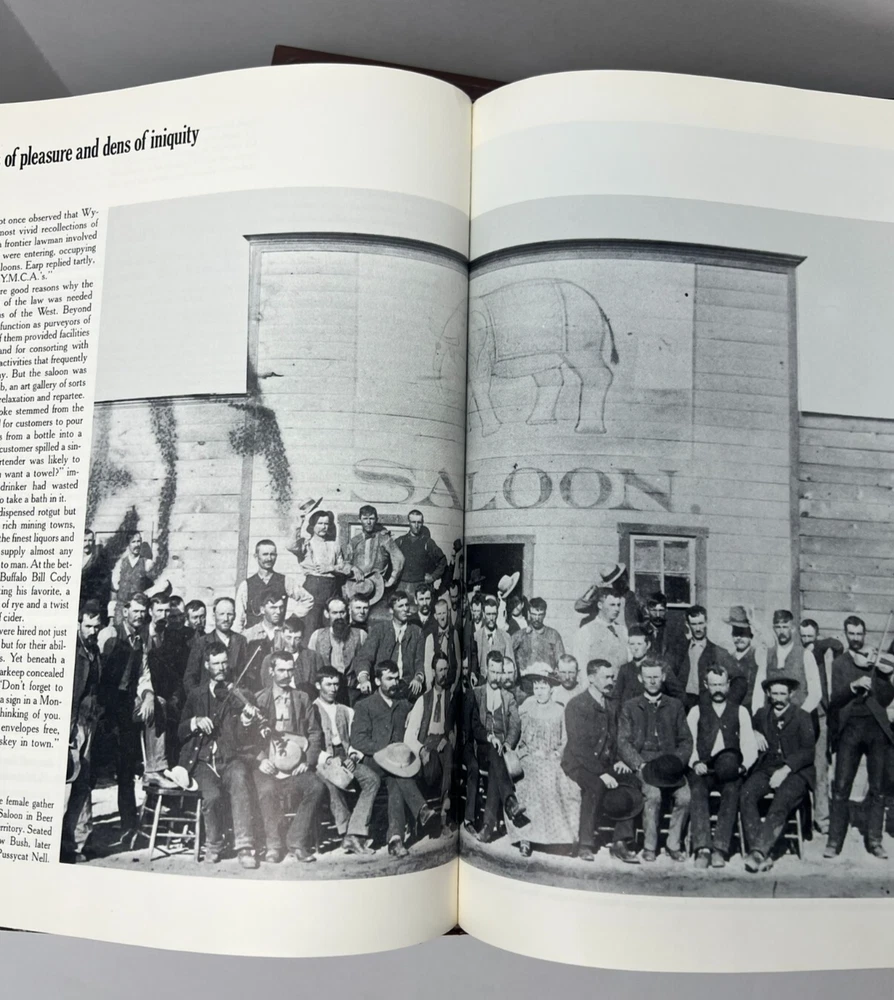 of pleasure and dens of iniquity
ot once observed that Wy-
most vivid recollections of
frontier lawman involved
were entering, occupying
loons. Earp replied tartly,
Y.M.C.A.'s."
re good reasons why the
of the law was needed
s of the West. Beyond
function as purveyors of
f them provided facilities
and for consorting with
activities that frequently
y. But the saloon was
b, an art gallery of sorts
relaxation and repartee.
oke stemmed from the
for customers to pour
s from a bottle into a
customer spilled a sin-
rtender was likely to
want a towel?" im-
drinker had wasted
o take a bath in it.
dispensed rotgut but
rich mining towns,
the finest liquors and
supply almost any
to man. At the bet-
Buffalo Bill Cody
ing his favorite, a
of rye and a twist
f cider.
were hired not just
but for their abil-
s. Yet beneath a
arkeep concealed
"Don't forget to
a sign in a Mon-
hinking of you.
envelopes free,
skey in town."
e female gather
Saloon in Beer
rritory. Seated
w Bush, later
Pussycat Nell.
SALOON.